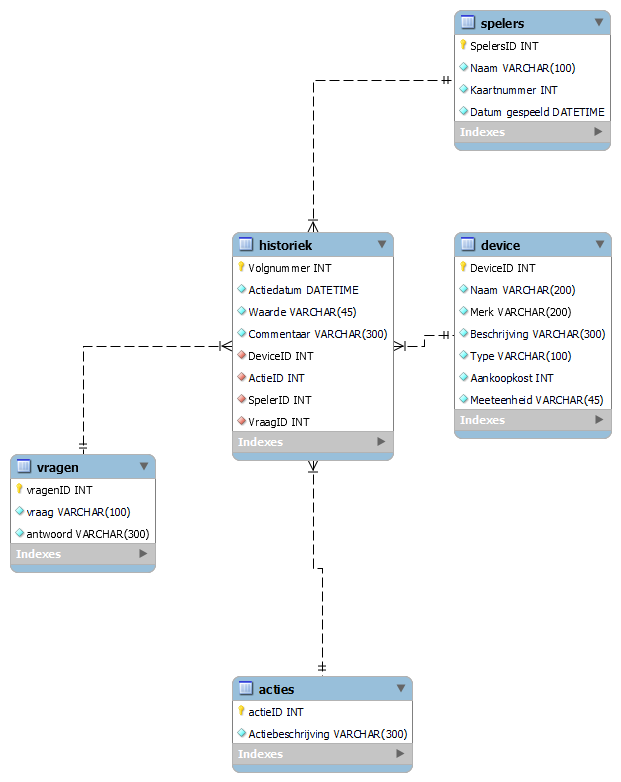 spelers
SpelersID INT
Naam VARCHAR(100)
Kaartnummer INT
Datum gespeeld DATETIME
Indexes
historiek
Volgnummer INT
Actiedatum DATETIME
Waarde VARCHAR(45)
Commentaar VARCHAR(300)
DeviceID INT
ActieID INT
SpelerID INT
VraagID INT
Indexes
device
DeviceID INT
Naam VARCHAR(200)
Merk VARCHAR(200)
Beschrijving VARCHAR(300)
Type VARCHAR(100)
Aankoopkost INT
Meeteenheid VARCHAR(45)
Indexes
vragen
vragenID INT
vraag VARCHAR(100)
antwoord VARCHAR(300)
Indexes
acties
actieID INT
Actiebeschrijving VARCHAR(300)
Indexes